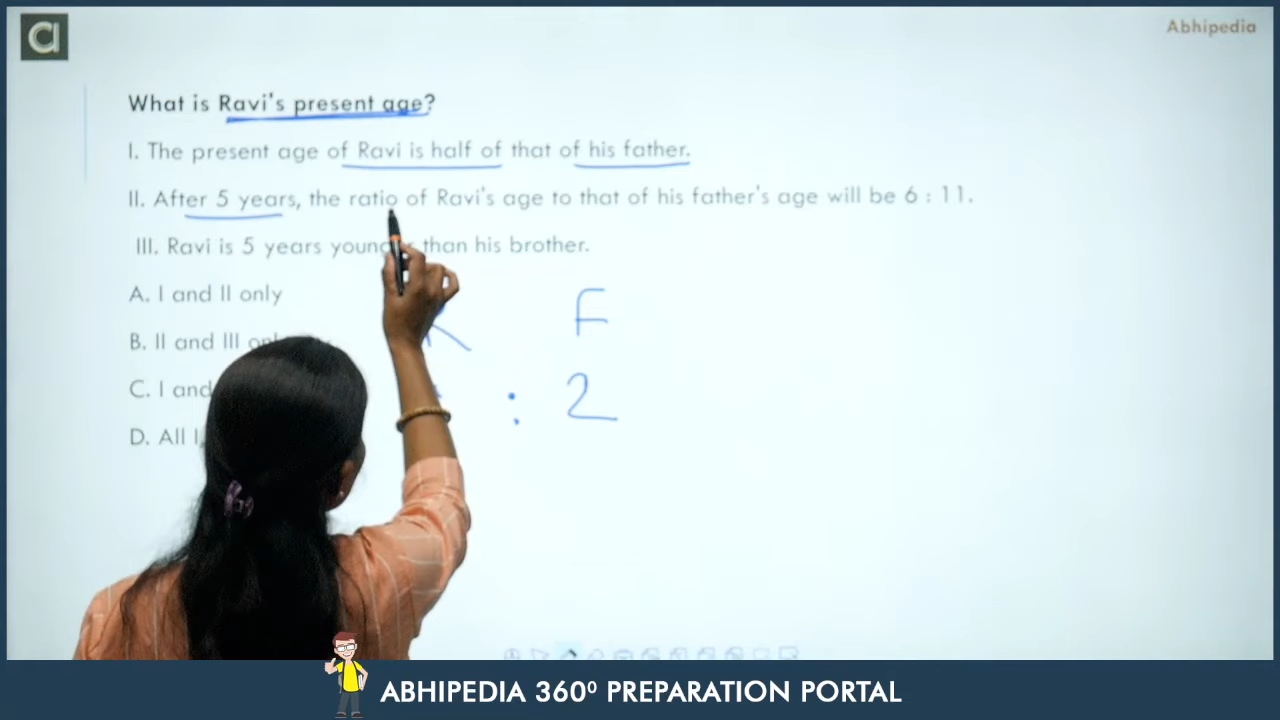 Abhipedia
What is Ravi's present age?
I. The present age of Ravi is half of that of his father.
II. After 5 years, the ratio of Ravi's age to that of his father's age will be 6 : 11.
III. Ravi is 5 years than his brother.
A. I and II only
F
B. II and III
C. I and
: 2
D. All I,
ABHIPEDIA 360⁰ PREPARATION PORTAL